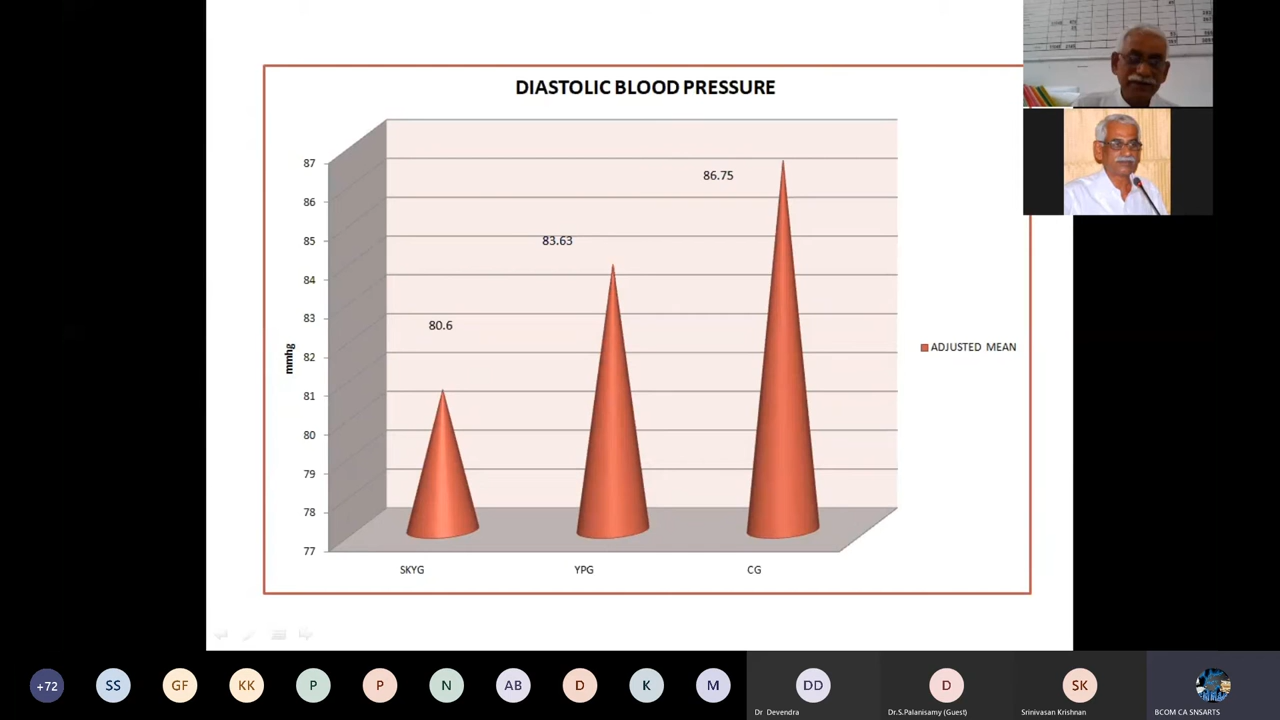 DIASTOLIC BLOOD PRESSURE
87
86
85
84
83
82
81
80
79
78
77
mmhg
80.6
83.63
86.75
SKYG
YPG
CG
ADJUSTED MEAN
+72
SS
GF
KK
P
P
N
AB
D
K
M
DD
Dr Devendra
D
Dr.S.Palanisamy (Guest)
SK
Srinivasan Krishnan
BCOM CA SNSARTS